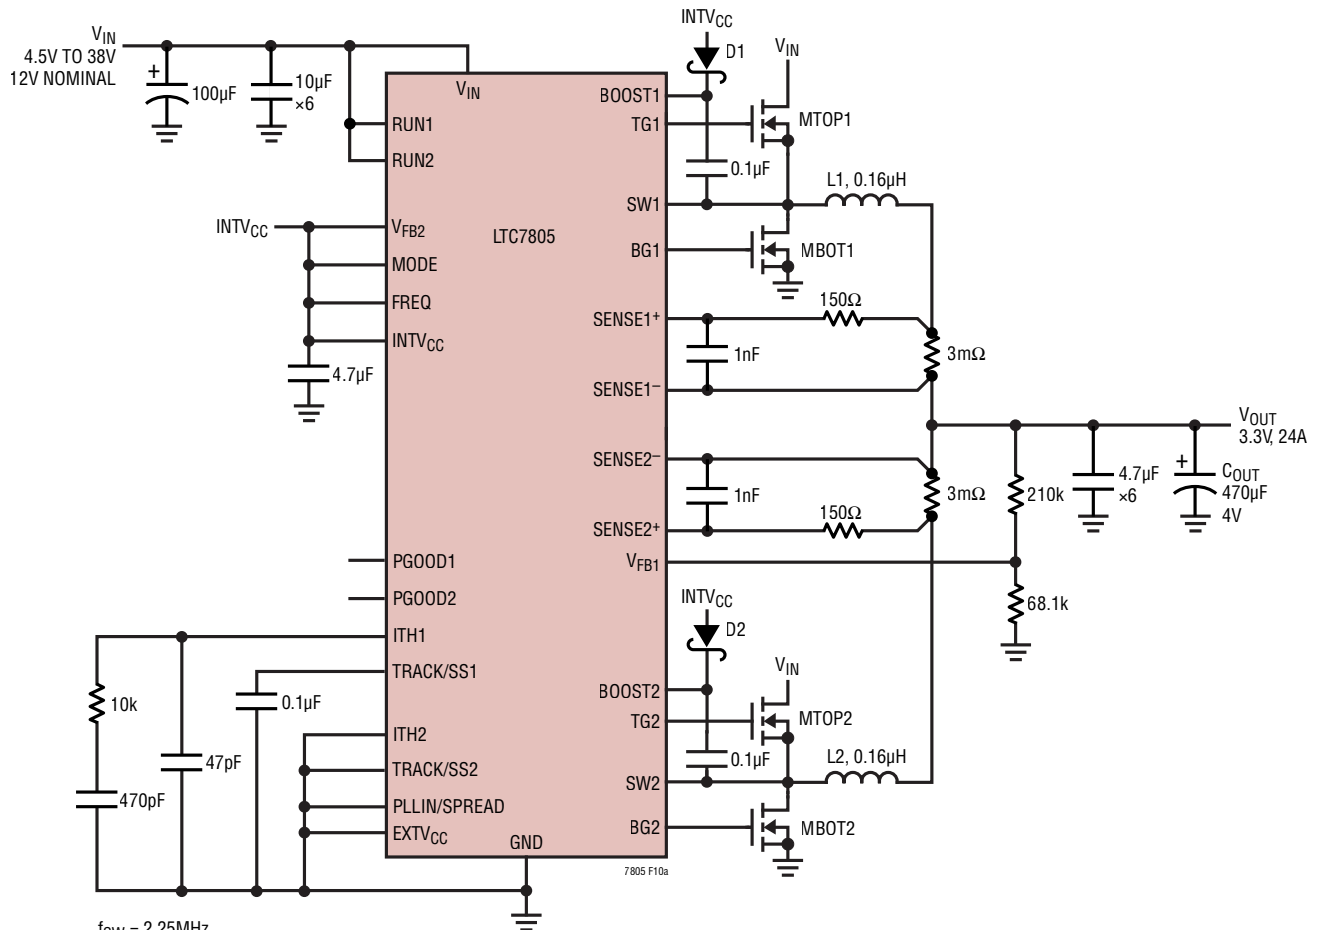 V_IN
4.5V TO 38V
12V NOMINAL
+
100µF
10µF
×6
V_IN
RUN1
RUN2
INTV_CC
V_FB2
MODE
FREQ
INTV_CC
4.7µF
LTC7805
PGOOD1
PGOOD2
ITH1
TRACK/SS1
10k
0.1µF
ITH2
47pF
TRACK/SS2
470pF
PLLIN/SPREAD
EXTV_CC
GND
7805 F10a
INTV_CC
D1
V_IN
BOOST1
TG1
MTOP1
0.1µF
L1, 0.16µH
SW1
BG1
MBOT1
150Ω
SENSE1+
1nF
3mΩ
SENSE1–
V_OUT
3.3V, 24A
SENSE2–
1nF
3mΩ
210k
4.7µF
×6
+
C_OUT
470µF
4V
150Ω
SENSE2+
V_FB1
68.1k
INTV_CC
D2
V_IN
BOOST2
TG2
MTOP2
0.1µF
L2, 0.16µH
SW2
BG2
MBOT2
f_SW = 2.25MHz